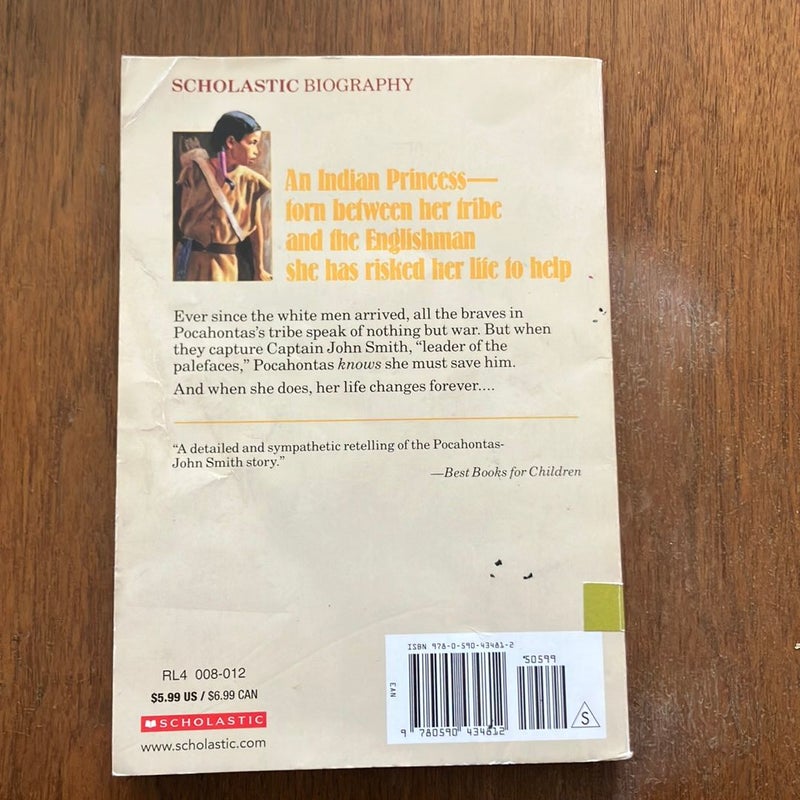 SCHOLASTIC BIOGRAPHY
An Indian Princess—
torn between her tribe
and the Englishman
she has risked her life to help
Ever since the white men arrived, all the braves in
Pocahontas's tribe speak of nothing but war. But when
they capture Captain John Smith, “leader of the
palefaces,” Pocahontas knows she must save him.
And when she does, her life changes forever....
“A detailed and sympathetic retelling of the Pocahontas-
John Smith story.”
—Best Books for Children
RL4 008-012
$5.99 US / $6.99 CAN
SCHOLASTIC
www.scholastic.com
ISBN 978-0-590-43481-2
50599
EAN
9 780590 434812
S